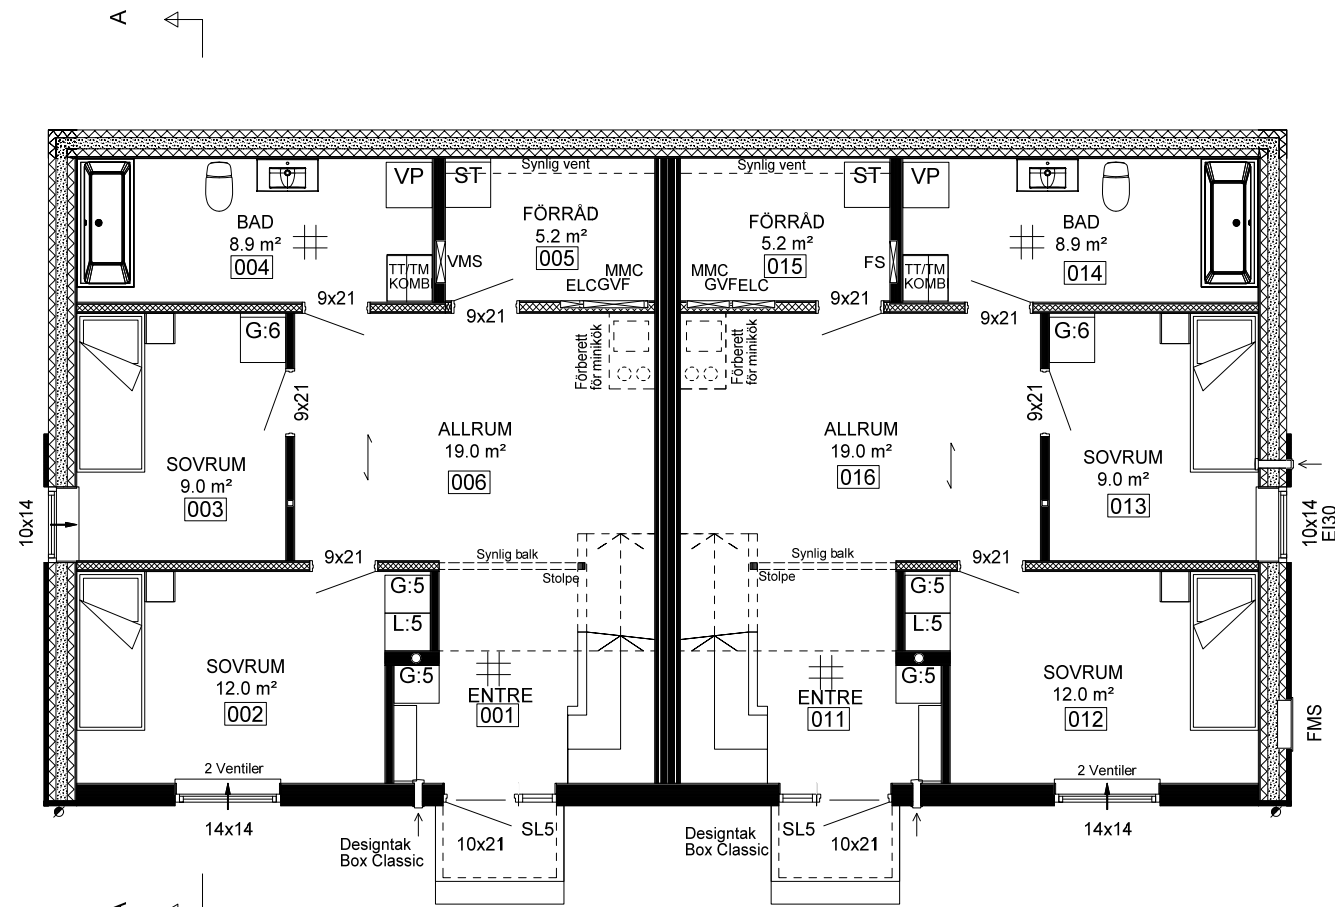 A
Synlig vent
Synlig vent
VP
ST
ST
VP
BAD
8.9 m²
004
FÖRRÅD
5.2 m²
005
FÖRRÅD
5.2 m²
015
BAD
8.9 m²
014
VMS
FS
TT/TM
KOMBI
MMC
ELC GVF
MMC
GVF ELC
TT/TM
KOMBI
9x21
9x21
9x21
9x21
G:6
G:6
Förberett
för minikök
Förberett
för minikök
9x21
9x21
ALLRUM
19.0 m²
006
ALLRUM
19.0 m²
016
SOVRUM
9.0 m²
003
SOVRUM
9.0 m²
013
10x14
10x14
EI30
9x21
Synlig balk
Synlig balk
9x21
Stolpe
Stolpe
G:5
L:5
G:5
G:5
L:5
G:5
SOVRUM
12.0 m²
002
ENTRE
001
ENTRE
011
SOVRUM
12.0 m²
012
FMS
2 Ventiler
2 Ventiler
14x14
SL5
SL5
14x14
Designtak
Box Classic
10x21
Designtak
Box Classic
10x21
A